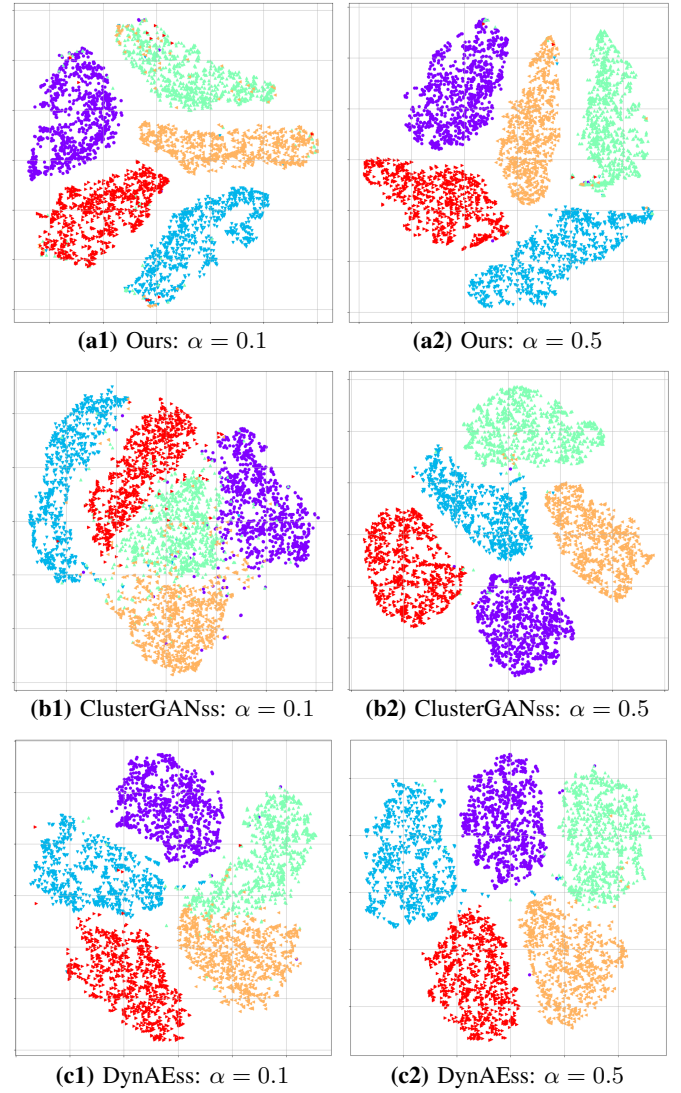 (a1) Ours: α = 0.1
(a2) Ours: α = 0.5
(b1) ClusterGANss: α = 0.1
(b2) ClusterGANss: α = 0.5
(c1) DynAEss: α = 0.1
(c2) DynAEss: α = 0.5